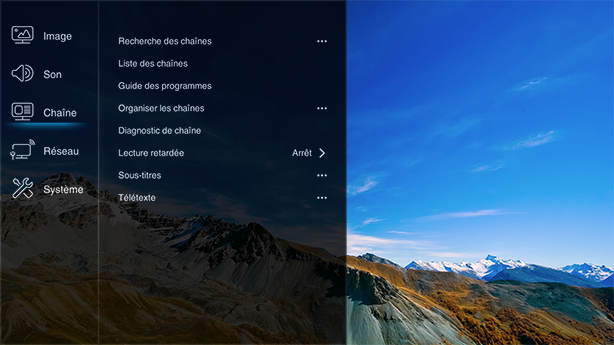 Image
Son
Chaîne
Réseau
Système
Recherche des chaînes ...
Liste des chaînes
Guide des programmes
Organiser les chaînes ...
Diagnostic de chaîne
Lecture retardée Arrêt >
Sous-titres ...
Télétexte ...